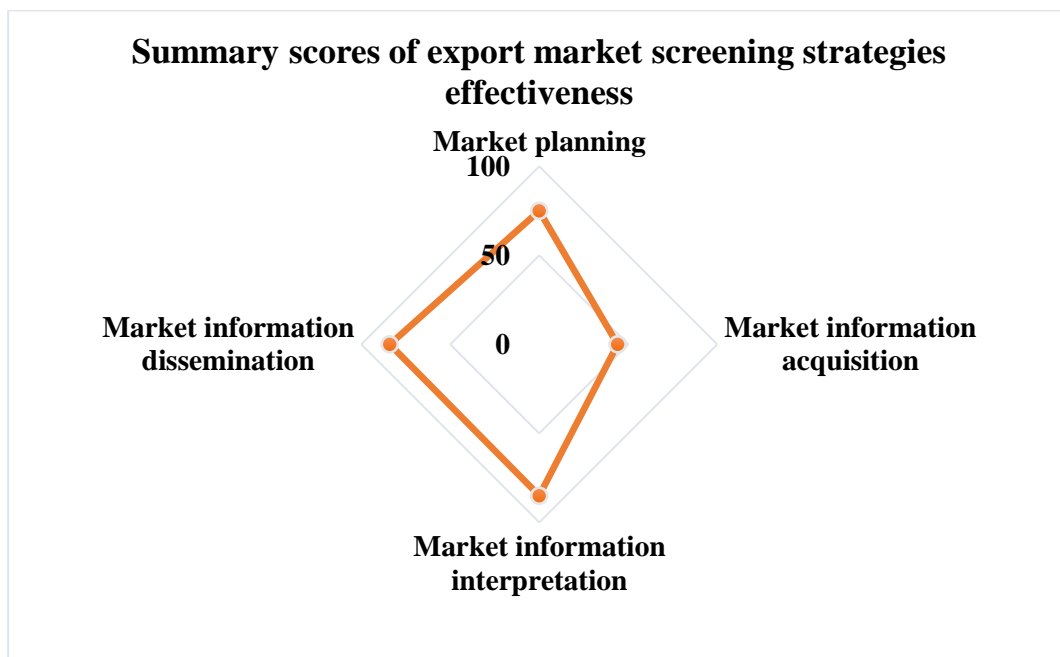 Summary scores of export market screening strategies
effectiveness
Market planning
100
50
0
Market information
dissemination
Market information
acquisition
Market information
interpretation